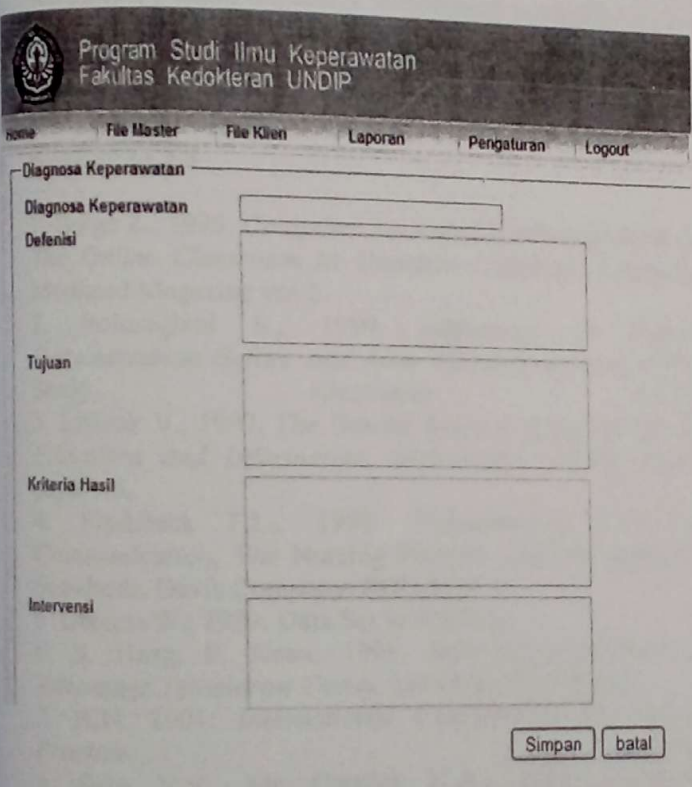 Program Studi Ilmu Keperawatan
Fakultas Kedokteran UNDIP
Home File Master File Klien Laporan Pengaturan Logout
Diagnosa Keperawatan
Diagnosa Keperawatan
Defenisi
Tujuan
Kriteria Hasil
Intervensi
Simpan batal